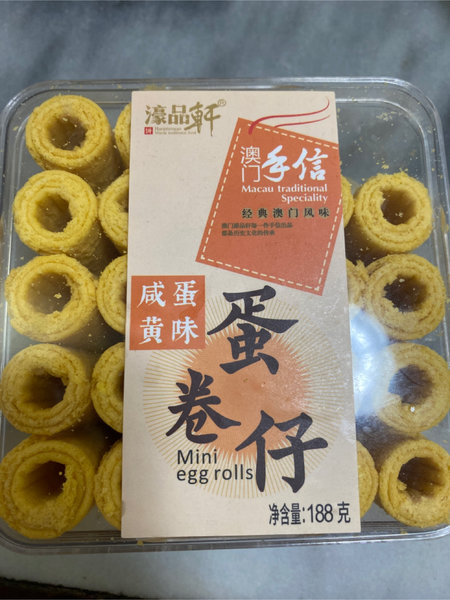 濠品軒®
澳门手信
Macau traditional
Speciality
经典澳门风味
咸蛋
黄味
蛋卷仔
Mini
egg rolls
净含量:188克